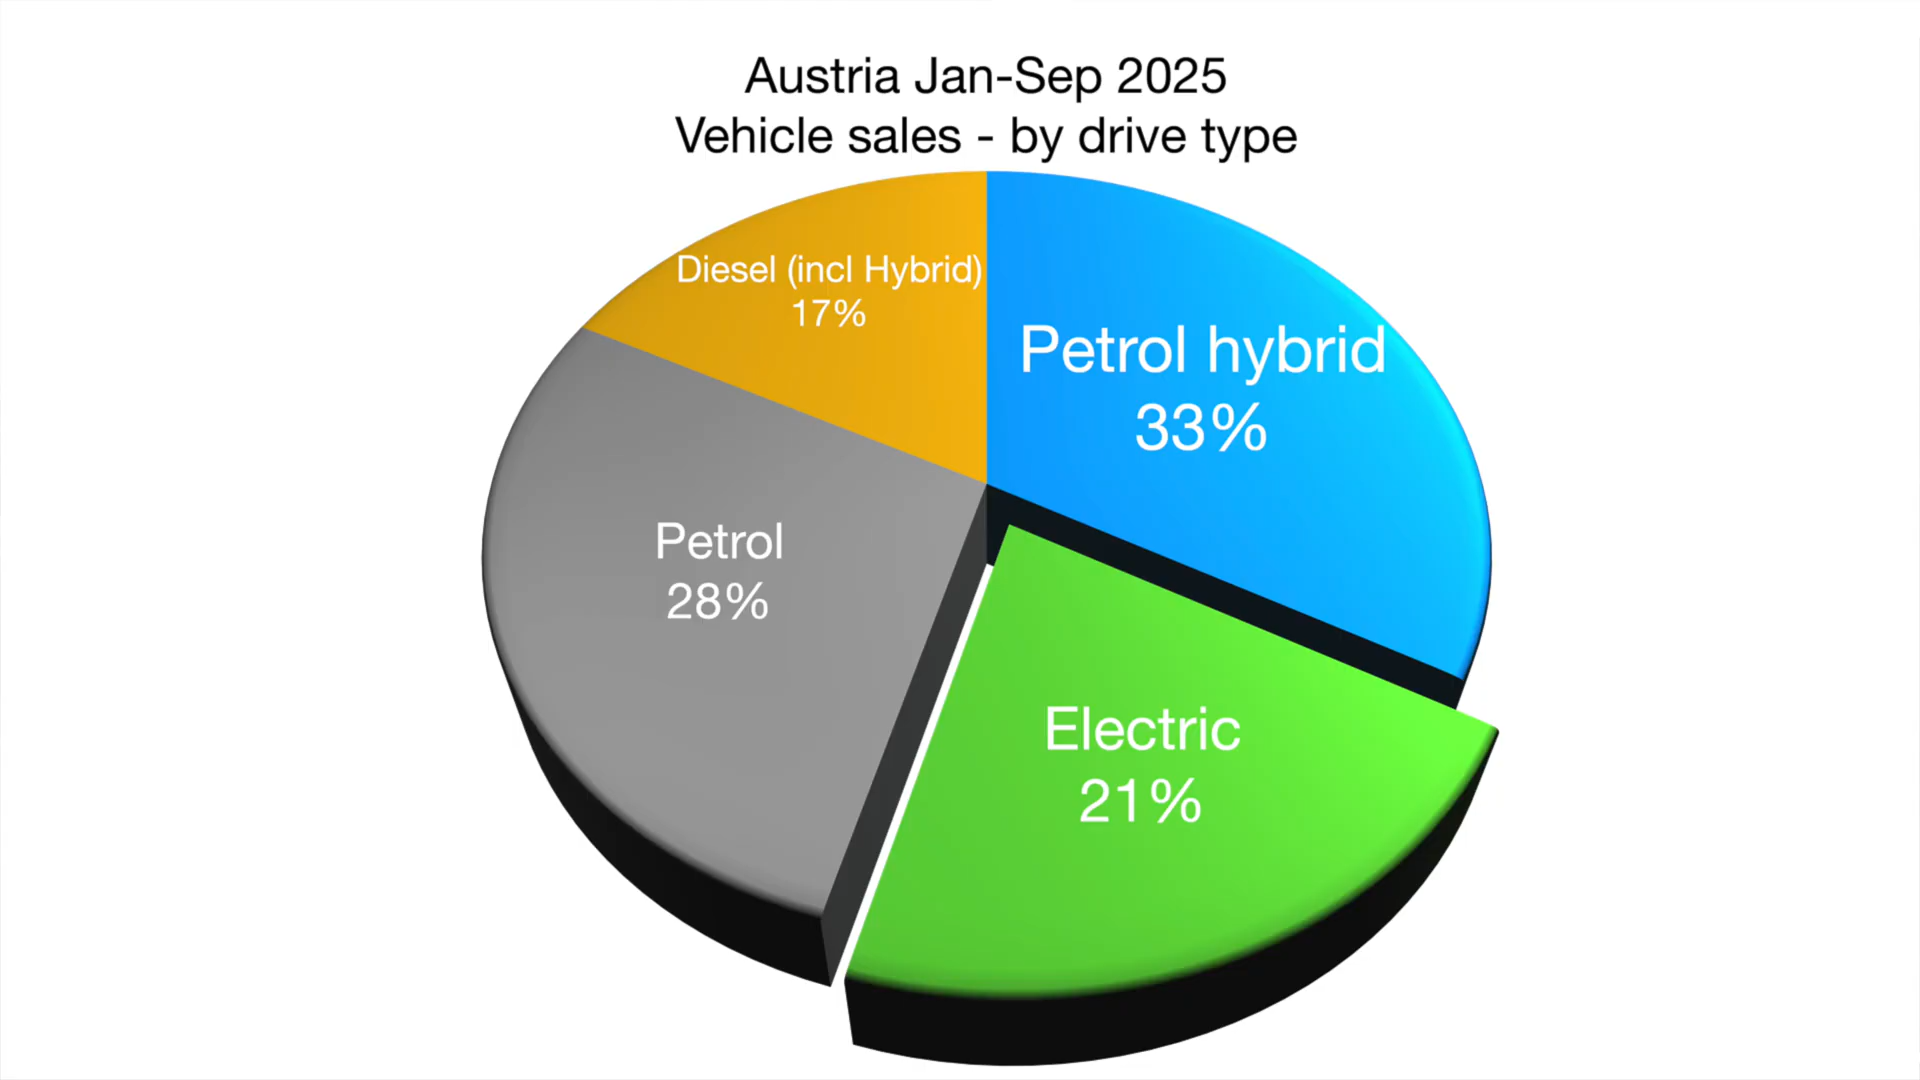 Austria Jan-Sep 2025
Vehicle sales - by drive type
Diesel (incl Hybrid)
17%
Petrol hybrid
33%
Petrol
28%
Electric
21%